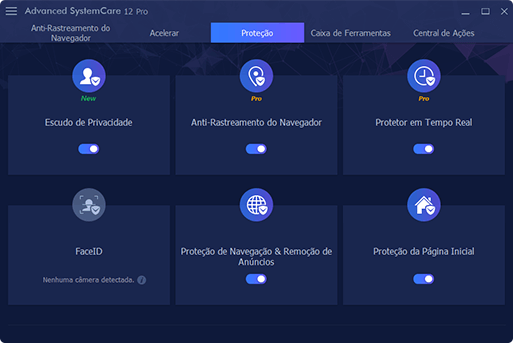 Advanced SystemCare 12 Pro
Anti-Rastreamento do
Navegador
Acelerar
Proteção
Caixa de Ferramentas
Central de Ações
New
Pro
Pro
Escudo de Privacidade
Anti-Rastreamento do Navegador
Protetor em Tempo Real
FaceID
Proteção de Navegação & Remoção de
Anúncios
Proteção da Página Inicial
Nenhuma câmera detectada.